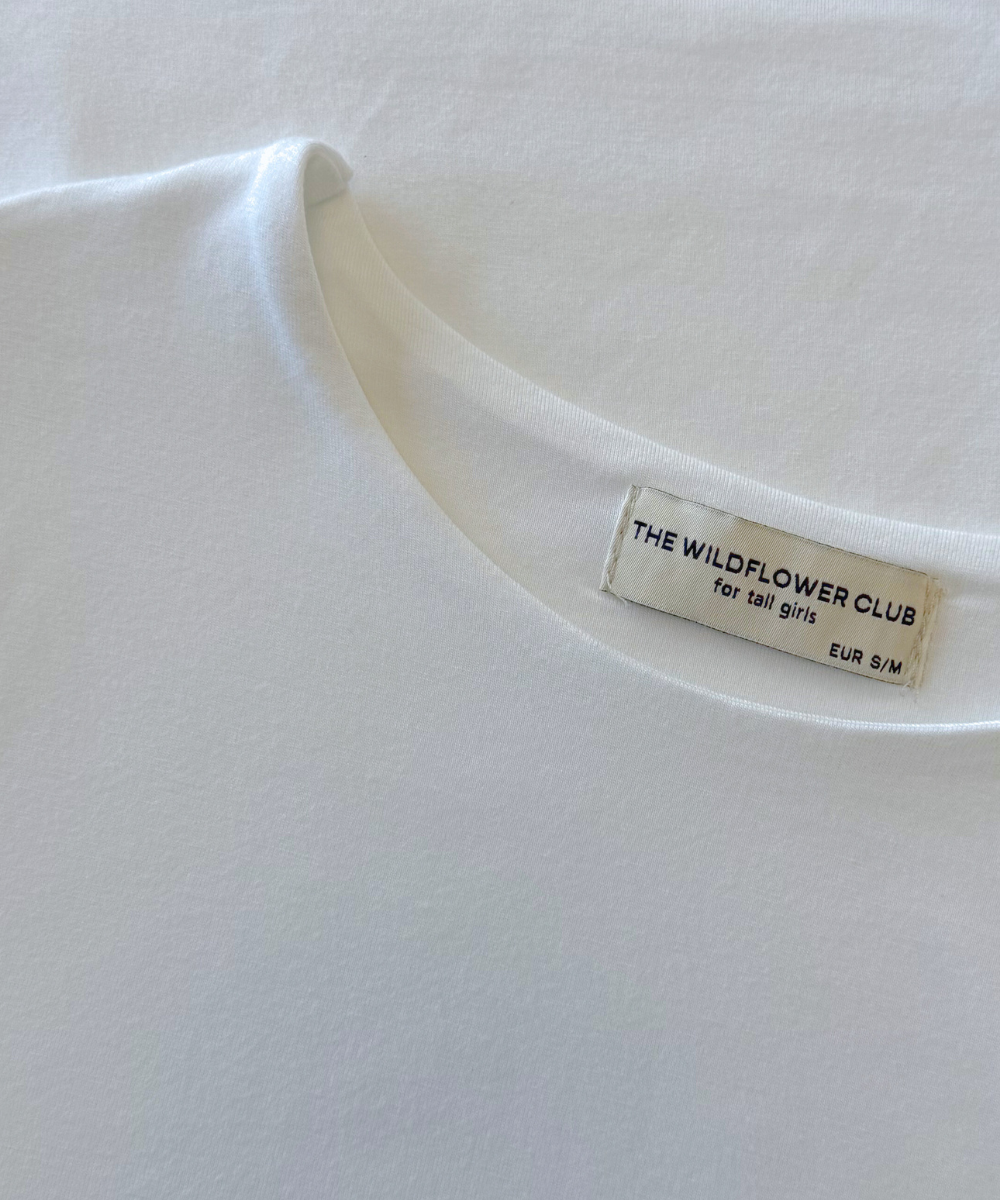 THE WILDFLOWER CLUB
for tall girls
EUR S/M